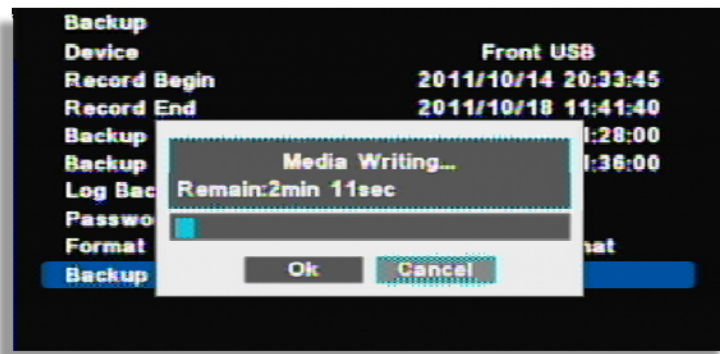 Backup
Device Front USB
Record Begin 2011/10/14 20:33:45
Record End 2011/10/18 11:41:40
Backup :28:00
Backup :36:00
Media Writing...
Remain:2min 11sec
Log Bac
Passwo
Format
Ok Cancel
Backup